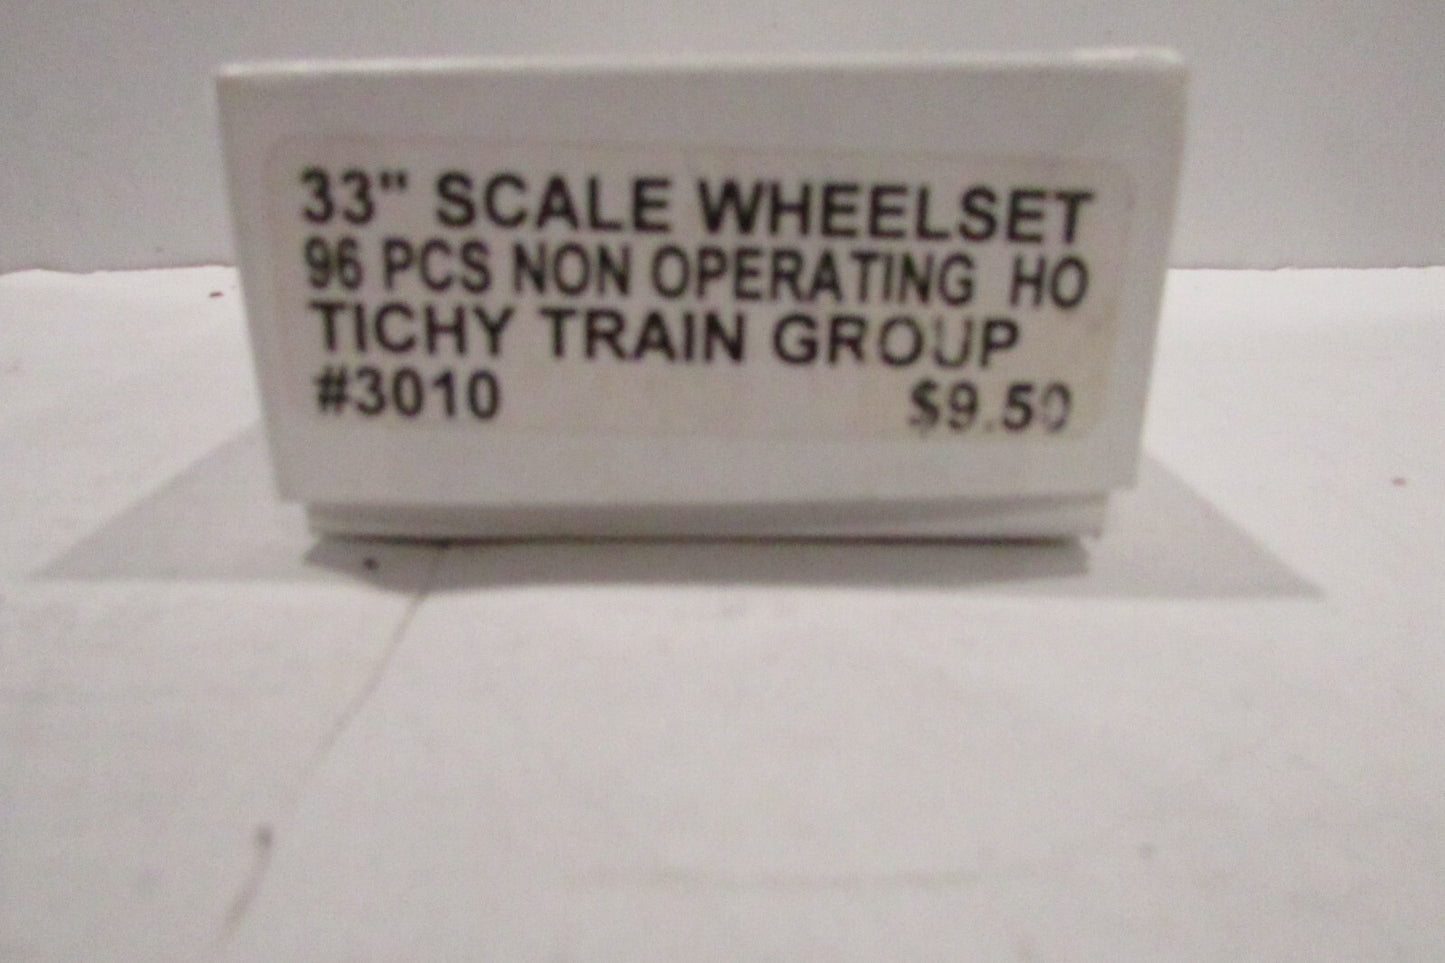 33" SCALE WHEELSET
96 PCS NON OPERATING HO
TICHY TRAIN GROUP
#3010 $9.50